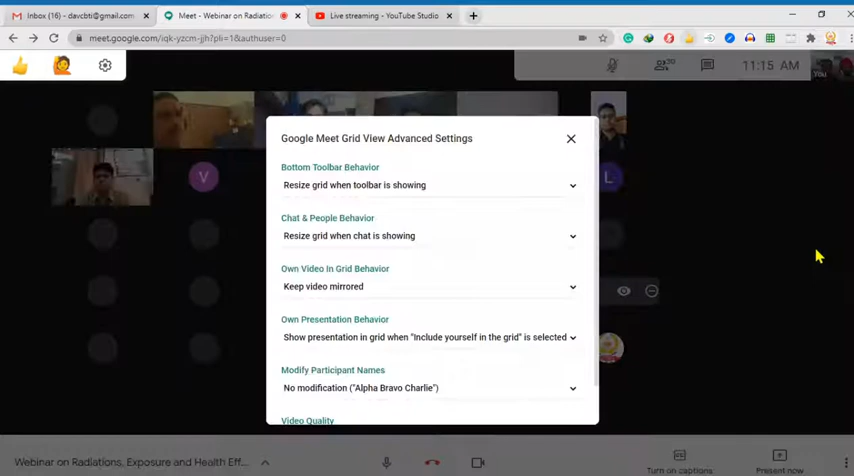 Inbox (16) - davcbti@gmail.com
Meet - Webinar on Radiation
Live streaming - YouTube Studio
meet.google.com/iqk-yzcm-jjh?pli=1&authuser=0
30
11:15 AM
You
Google Meet Grid View Advanced Settings
Bottom Toolbar Behavior
Resize grid when toolbar is showing
Chat & People Behavior
Resize grid when chat is showing
V
L
Own Video In Grid Behavior
Keep video mirrored
Own Presentation Behavior
Show presentation in grid when "Include yourself in the grid" is selected
Modify Participant Names
No modification ("Alpha Bravo Charlie")
Video Quality
Webinar on Radiations, Exposure and Health Eff...
Turn on captions
Present now